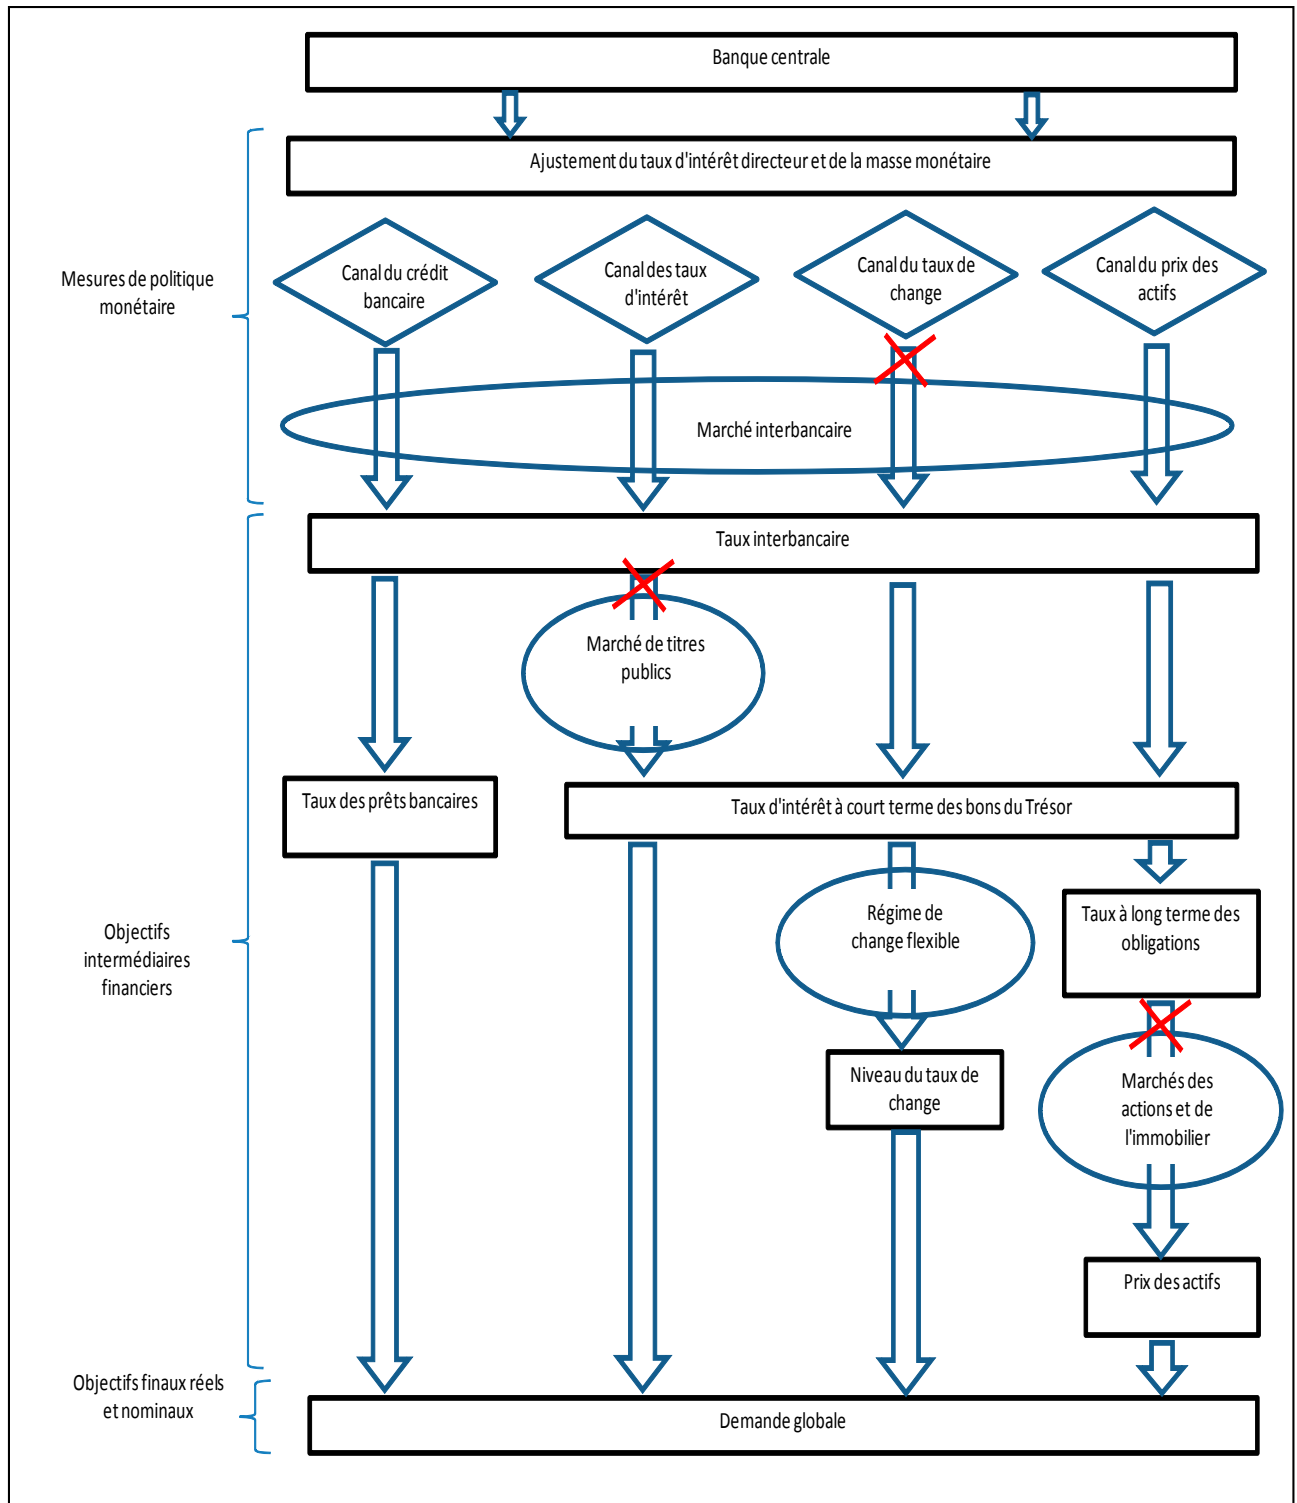 Banque centrale
Ajustement du taux d'intérêt directeur et de la masse monétaire
Mesures de politique
monétaire
Canal du crédit
bancaire
Canal des taux
d'intérêt
Canal du taux de
change
Canal du prix des
actifs
Marché interbancaire
Taux interbancaire
Marché de titres
publics
Taux des prêts bancaires
Taux d'intérêt à court terme des bons du Trésor
Objectifs
intermédiaires
financiers
Régime de
change flexible
Taux à long terme des
obligations
Niveau du taux de
change
Marchés des
actions et de
l'immobilier
Prix des actifs
Objectifs finaux réels
et nominaux
Demande globale